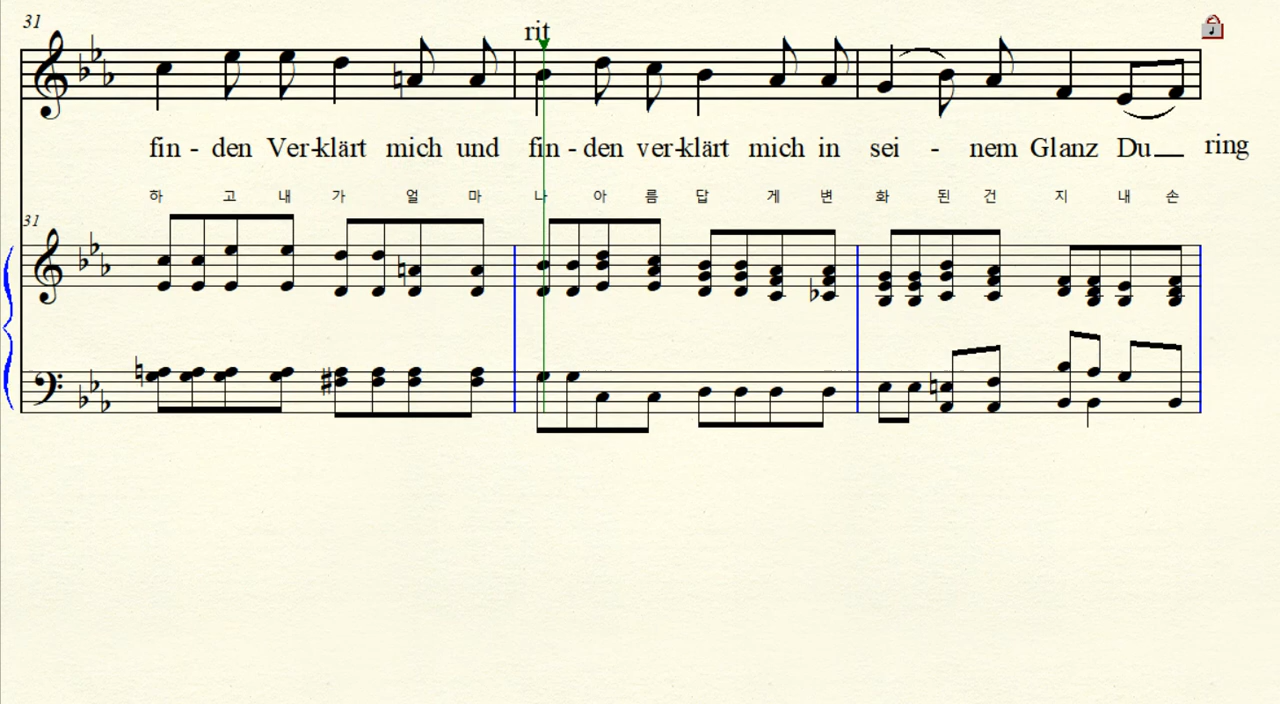 31
rit
fin - den Ver-klärt mich und fin - den ver-klärt mich in sei - nem Glanz Du ring
하 고 내 가 얼 마 나 아 름 답 게 변 화 된 건 지 내 손
31